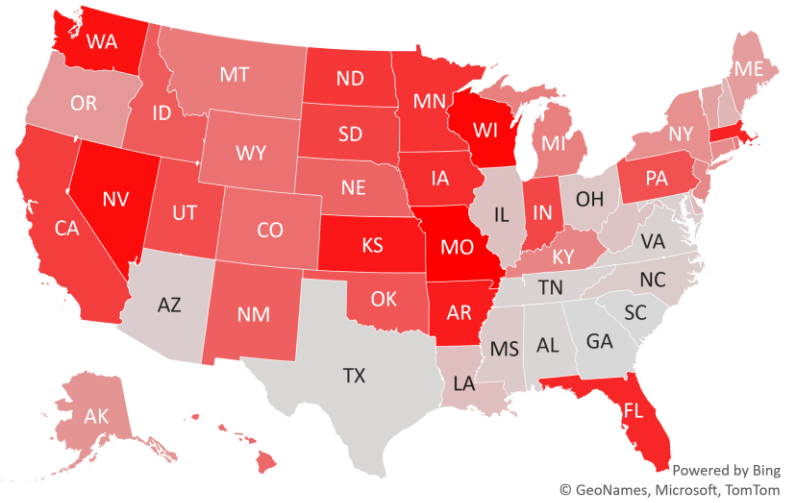 WA
MT
ND
MN
ME
OR
ID
SD
WI
MI
NY
WY
IA
PA
NE
NV
UT
CO
IL
IN
OH
CA
KS
MO
KY
VA
AZ
NM
OK
AR
TN
NC
SC
MS
AL
GA
TX
LA
AK
FL
Powered by Bing
© GeoNames, Microsoft, TomTom